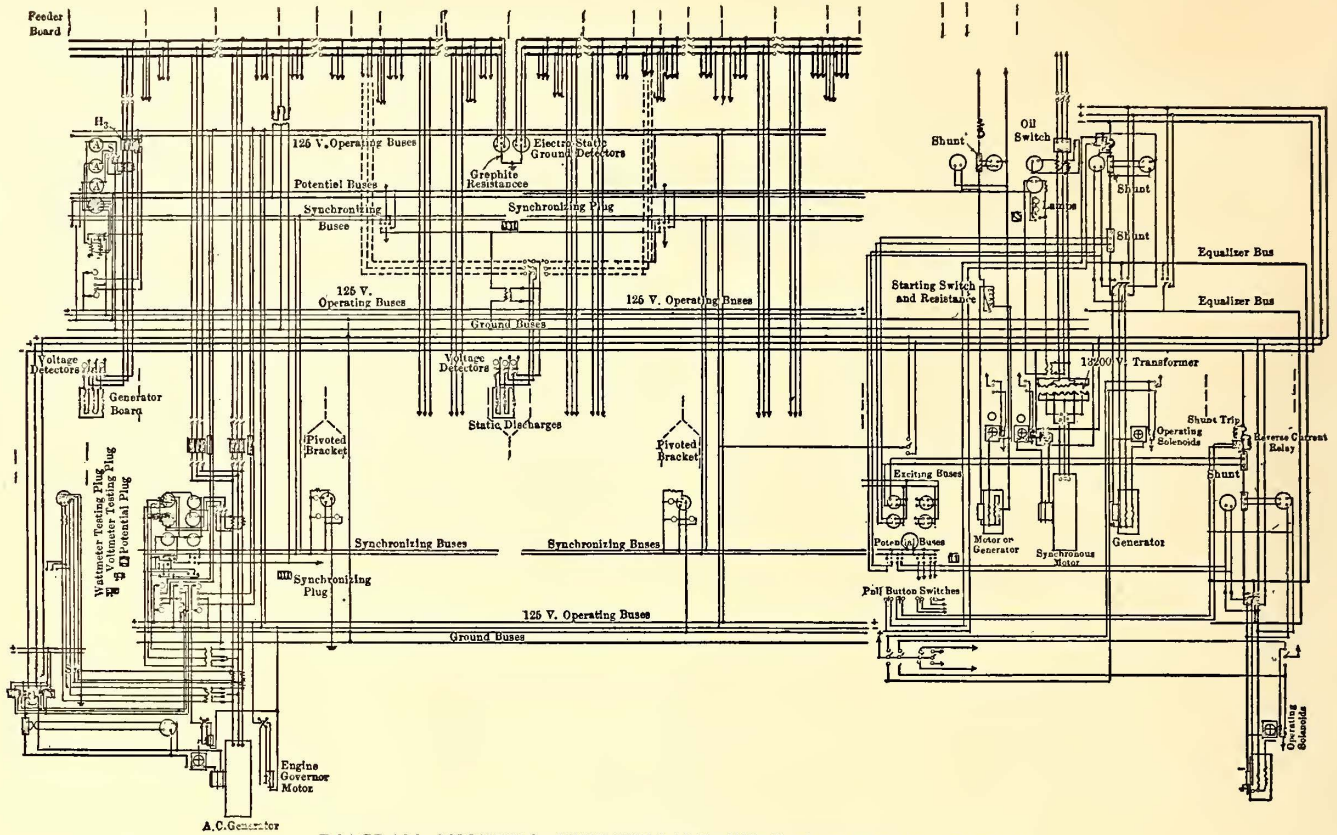 Feeder
Board
H3
125 V. Operating Buses
Electro-Static
Ground Detectors
Graphite
Resistances
Potential Buses
Synchronizing
Buses
Synchronizing Plug
Shunt
Oil
Switch
Shunt
Lamps
Shunt
Equalizer Bus
Equalizer Bus
Starting Switch
and Resistance
125 V.
Operating Buses
125 V. Operating Buses
Ground Buses
Voltage
Detectors
Voltage
Detectors
13200 V. Transformer
Generator
Board
Static Discharges
Pivoted
Bracket
Pivoted
Bracket
Operating
Solenoids
Shunt Trip
Reverse Current
Relay
Shunt
Exciting Buses
Wattmeter Testing Plug
Voltmeter Testing Plug
Potential Plug
Potential Buses
Motor or
Generator
Synchronous
Motor
Generator
Synchronizing Buses
Synchronizing Buses
Synchronizing
Plug
Pull Button Switches
125 V. Operating Buses
Ground Buses
Operating
Solenoids
Engine
Governor
Motor
A.C. Generator